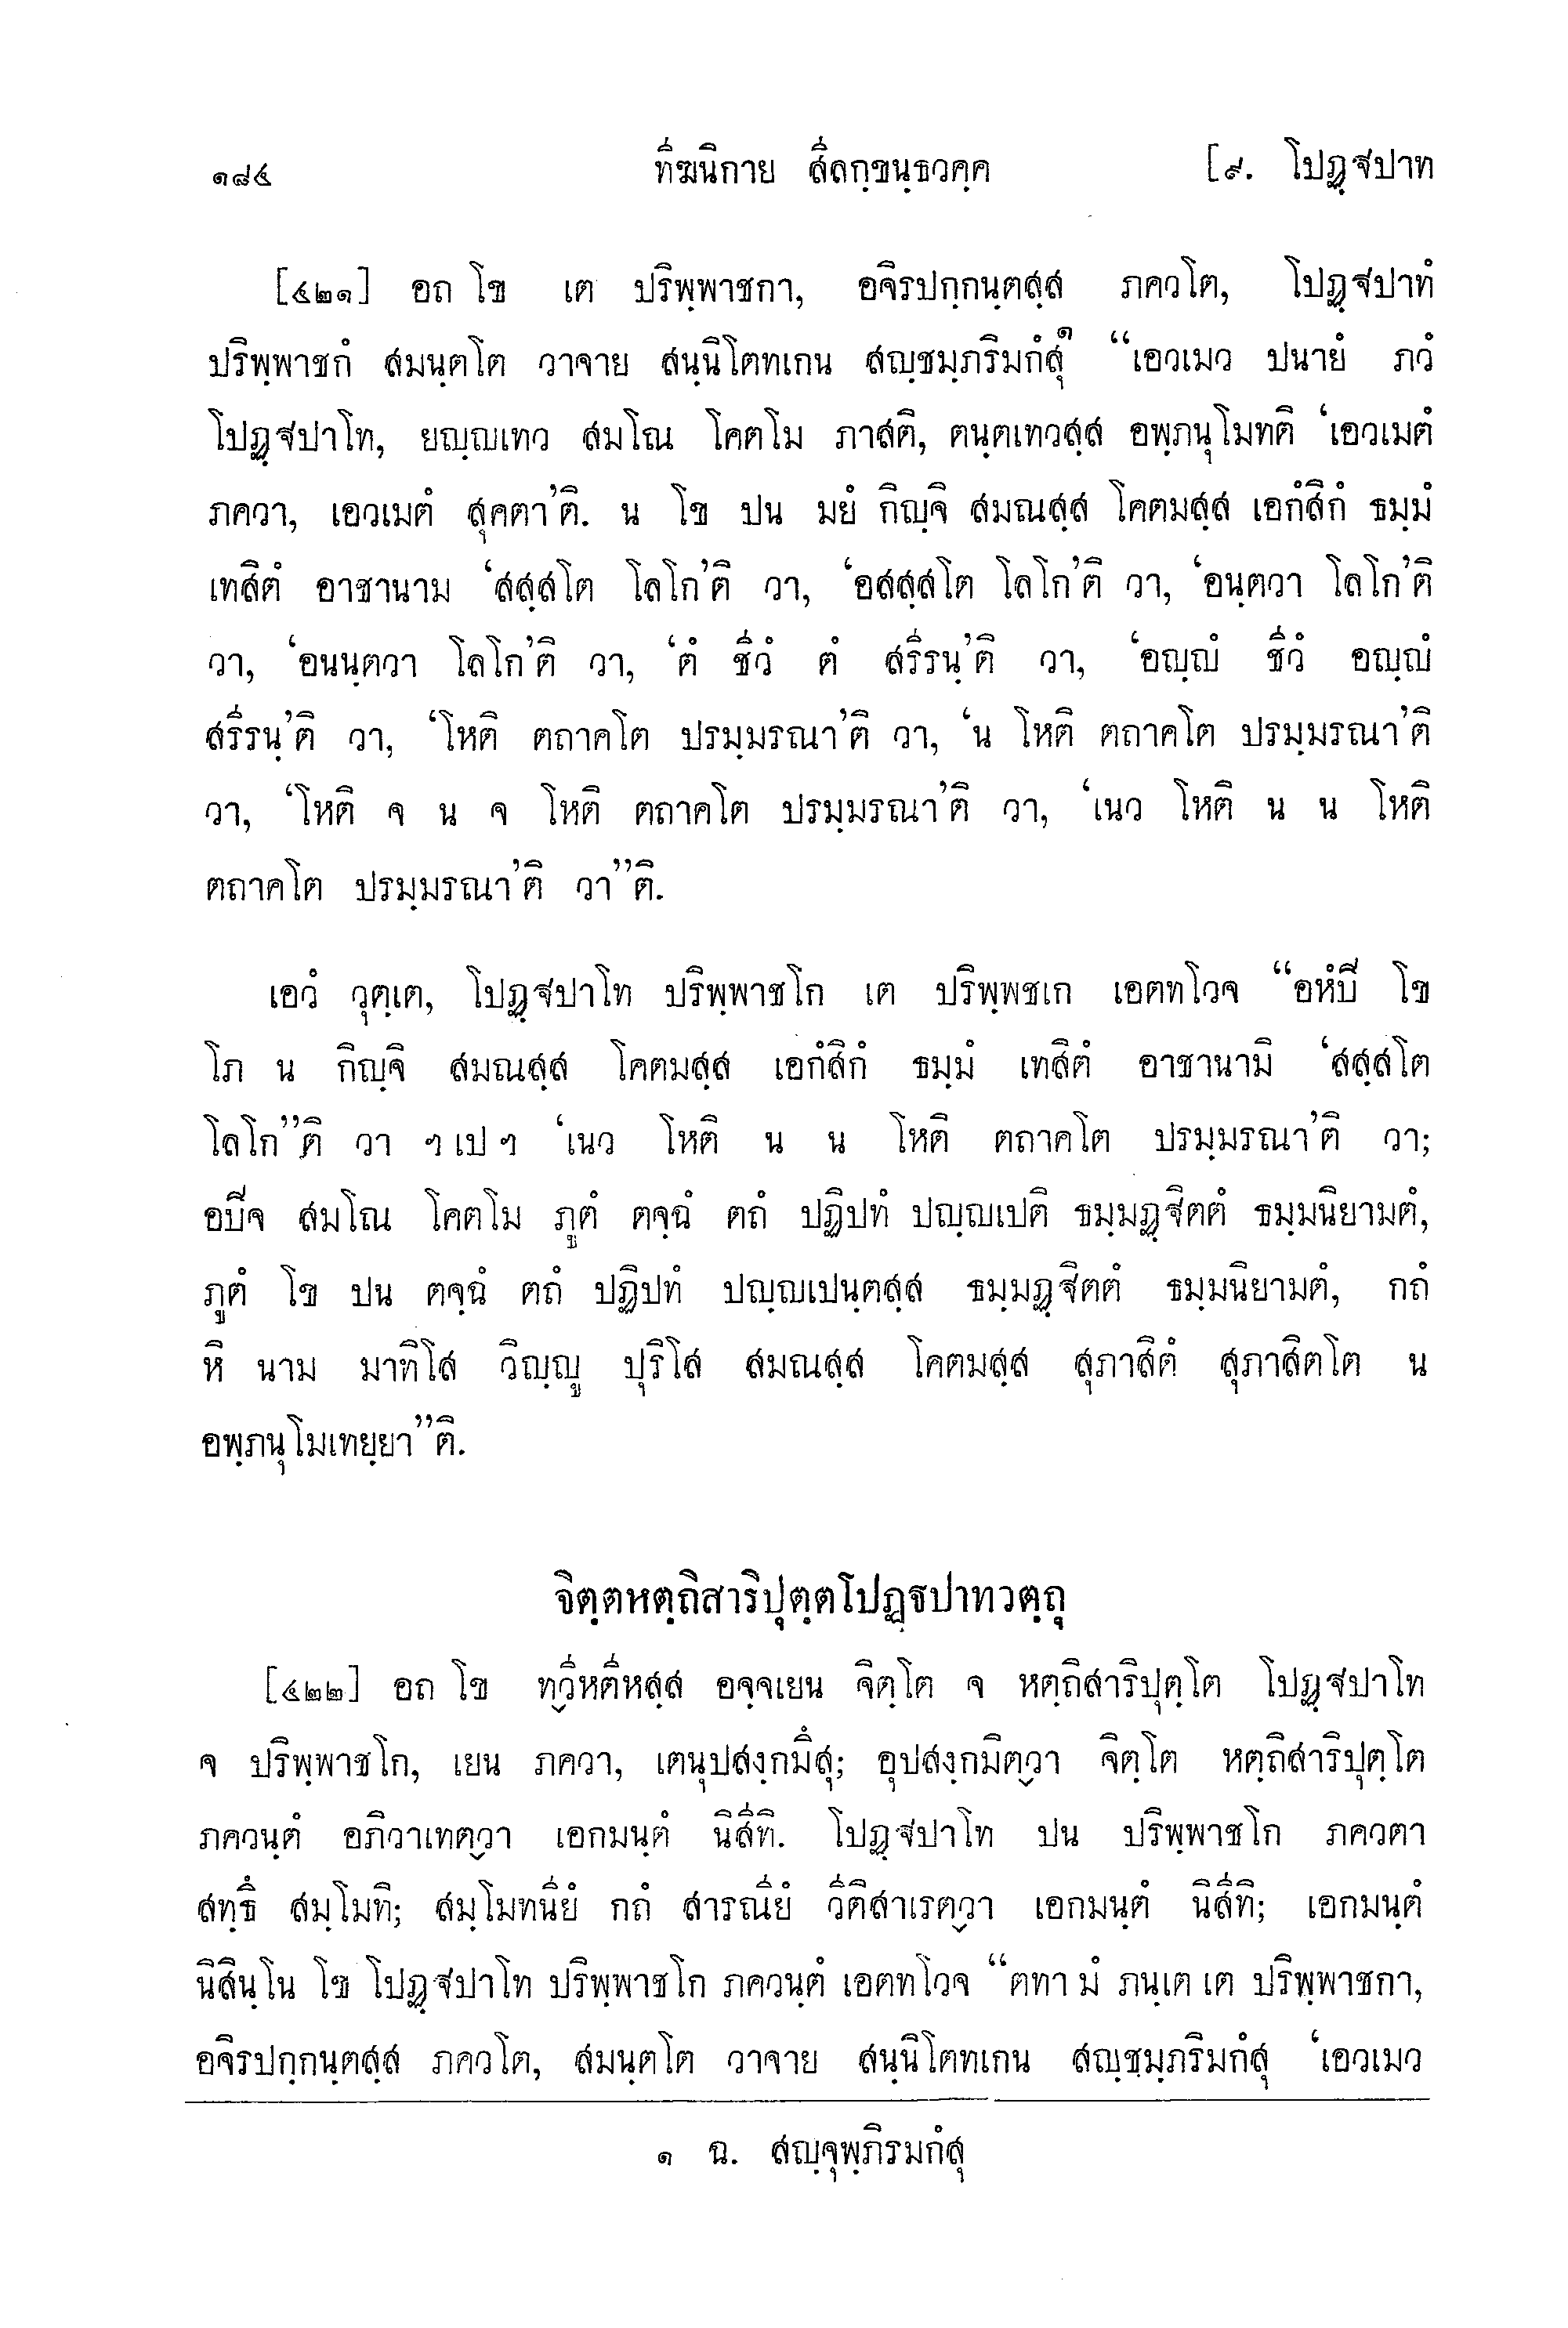 ๑๘๔ ทีฆนิกาย สีลกฺขนฺธวคฺค [๙. โปฏฺฐปาท
[๔๒๑] อถ โข เต ปริพฺพาชกา, อจิรปกฺกนฺตสฺส ภควโต, โปฏฺฐปาทํ
ปริพฺพาชกํ สมนฺตโต วาจาย สนฺนิโตทเกน สญฺชมฺภริมกํสุ๑ “เอวเมว ปนายํ ภวํ
โปฏฺฐปาโท, ยญฺญเทว สมโณ โคตโม ภาสติ, ตนฺตเทวสฺส อพฺภนุโมทติ ‘เอวเมตํ
ภควา, เอวเมตํ สุคตา’ติ. น โข ปน มยํ กิญฺจิ สมณสฺส โคตมสฺส เอกํสิกํ ธมฺมํ
เทสิตํ อาชานาม ‘สสฺสโต โลโก’ติ วา, ‘อสสฺสโต โลโก’ติ วา, ‘อนฺตวา โลโก’ติ
วา, ‘อนนฺตวา โลโก’ติ วา, ‘ตํ ชีวํ ตํ สรีรนฺ’ติ วา, ‘อญฺญํ ชีวํ อญฺญํ
สรีรนฺ’ติ วา, ‘โหติ ตถาคโต ปรมฺมรณา’ติ วา, ‘น โหติ ตถาคโต ปรมฺมรณา’ติ
วา, ‘โหติ จ น จ โหติ ตถาคโต ปรมฺมรณา’ติ วา, ‘เนว โหติ น น โหติ
ตถาคโต ปรมฺมรณา’ติ วา”ติ.
เอวํ วุตฺเต, โปฏฺฐปาโท ปริพฺพาชโก เต ปริพฺพชเก เอตทโวจ “อหํปิ โข
โภ น กิญฺจิ สมณสฺส โคตมสฺส เอกํสิกํ ธมฺมํ เทสิตํ อาชานามิ ‘สสฺสโต
โลโก”ติ วา ฯ เป ฯ ‘เนว โหติ น น โหติ ตถาคโต ปรมฺมรณา’ติ วา;
อปิจ สมโณ โคตโม ภูตํ ตจฺฉํ ตถํ ปฏิปทํ ปญฺญเปติ ธมฺมฏฺฐิตตํ ธมฺมนิยามตํ,
ภูตํ โข ปน ตจฺฉํ ตถํ ปฏิปทํ ปญฺญเปนฺตสฺส ธมฺมฏฺฐิตตํ ธมฺมนิยามตํ, กถํ
หิ นาม มาทิโส วิญฺญู ปุริโส สมณสฺส โคตมสฺส สุภาสิตํ สุภาสิตโต น
อพฺภนุโมเทยฺยา”ติ.
จิตฺตหตฺถิสาริปุตฺตโปฏฺฐปาทวตฺถุ
[๔๒๒] อถ โข ทฺวีหตีหสฺส อจฺจเยน จิตฺโต จ หตฺถิสาริปุตฺโต โปฏฺฐปาโท
จ ปริพฺพาชโก, เยน ภควา, เตนุปสงฺกมึสุ; อุปสงฺกมิตฺวา จิตฺโต หตฺถิสาริปุตฺโต
ภควนฺตํ อภิวาเทตฺวา เอกมนฺตํ นิสีทิ. โปฏฺฐปาโท ปน ปริพฺพาชโก ภควตา
สทฺธึ สมฺโมทิ; สมฺโมทนียํ กถํ สารณียํ วีติสาเรตฺวา เอกมนฺตํ นิสีทิ; เอกมนฺตํ
นิสินฺโน โข โปฏฺฐปาโท ปริพฺพาชโก ภควนฺตํ เอตทโวจ “ตทา มํ ภนฺเต เต ปริพฺพาชกา,
อจิรปกฺกนฺตสฺส ภควโต, สมนฺตโต วาจาย สนฺนิโตทเกน สญฺชมฺภริมกํสุ ‘เอวเมว
๑ ฉ. สญฺจุพฺภิรมกํสุ